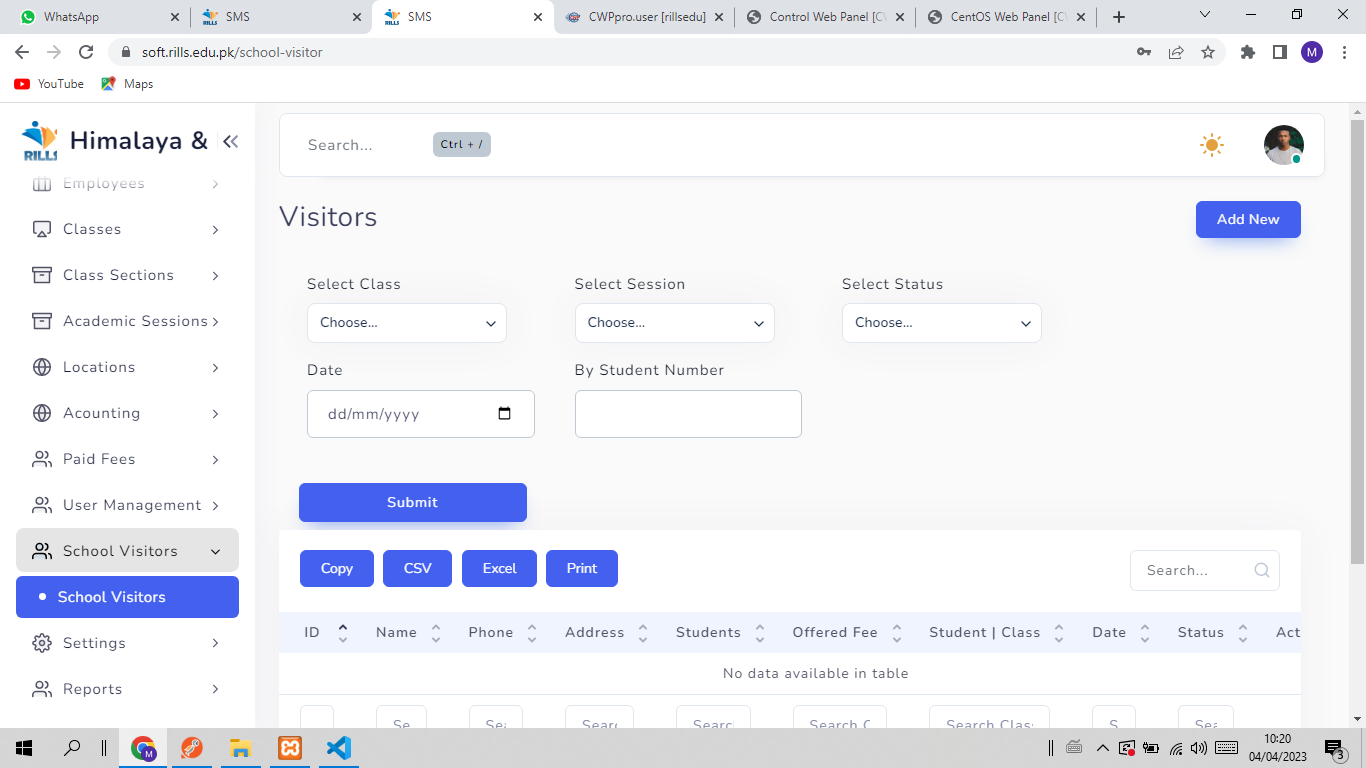 WhatsApp
SMS
SMS
CWPpro.user [rillsedu]
Control Web Panel [C
CentOS Web Panel [C
soft.rills.edu.pk/school-visitor
M
YouTube
Maps
RILLS
Himalaya &
Search...
Ctrl + /
Employees
Classes
Class Sections
Academic Sessions
Locations
Acounting
Paid Fees
User Management
School Visitors
School Visitors
Settings
Reports
Visitors
Add New
Select Class
Select Session
Select Status
Choose...
Choose...
Choose...
Date
By Student Number
dd/mm/yyyy
Submit
Copy
CSV
Excel
Print
Search...
ID
Name
Phone
Address
Students
Offered Fee
Student | Class
Date
Status
Act
No data available in table
Se
Sea
Searc
Search
Search C
Search Clas
S
Sea
M
10:20
04/04/2023
3